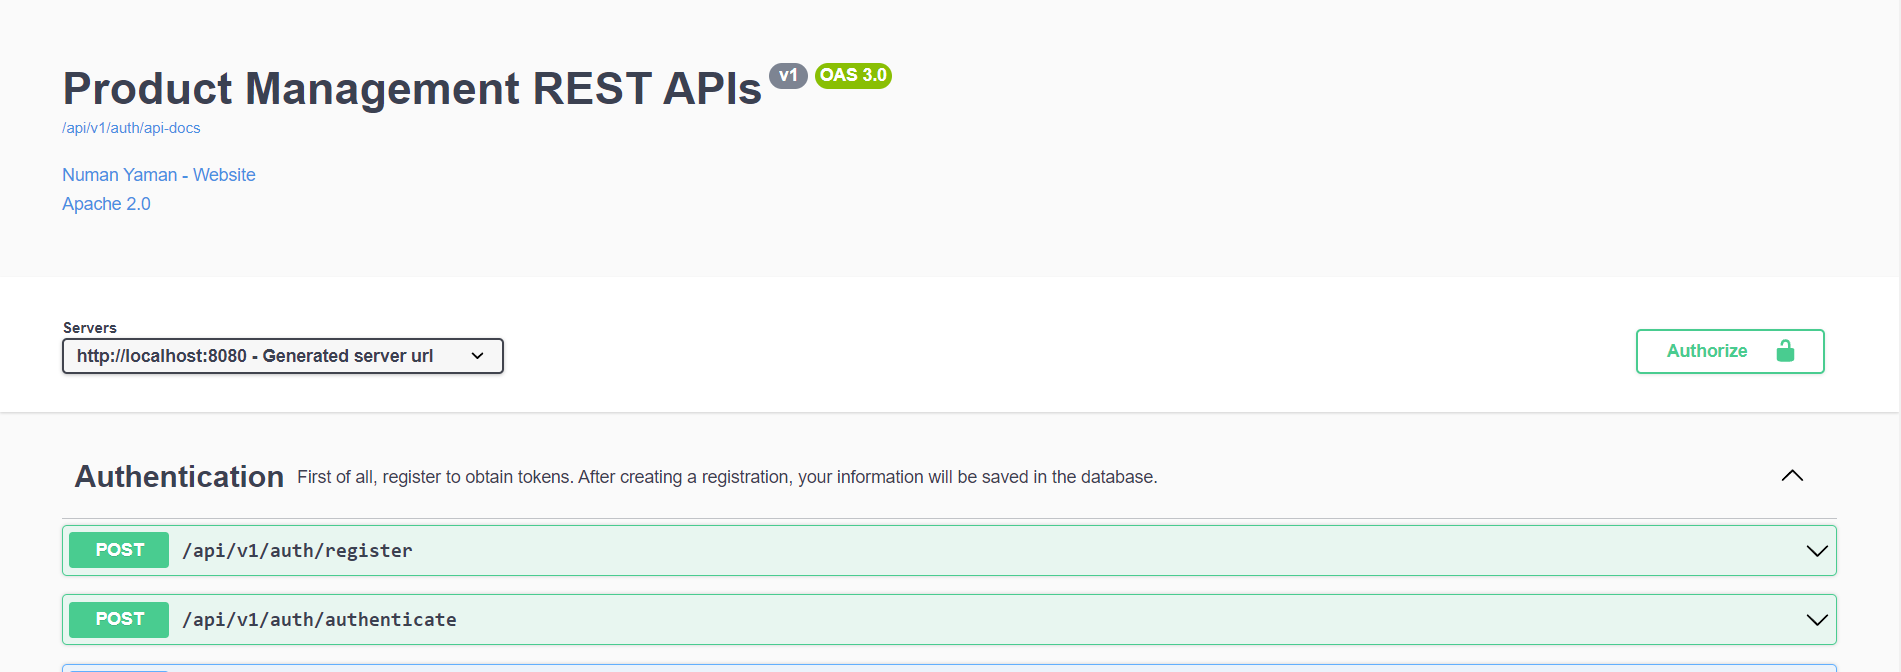 Product Management REST APIs v1 OAS 3.0
/api/v1/auth/api-docs
Numan Yaman - Website
Apache 2.0
Servers
http://localhost:8080 - Generated server url
Authorize
Authentication First of all, register to obtain tokens. After creating a registration, your information will be saved in the database.
POST /api/v1/auth/register
POST /api/v1/auth/authenticate